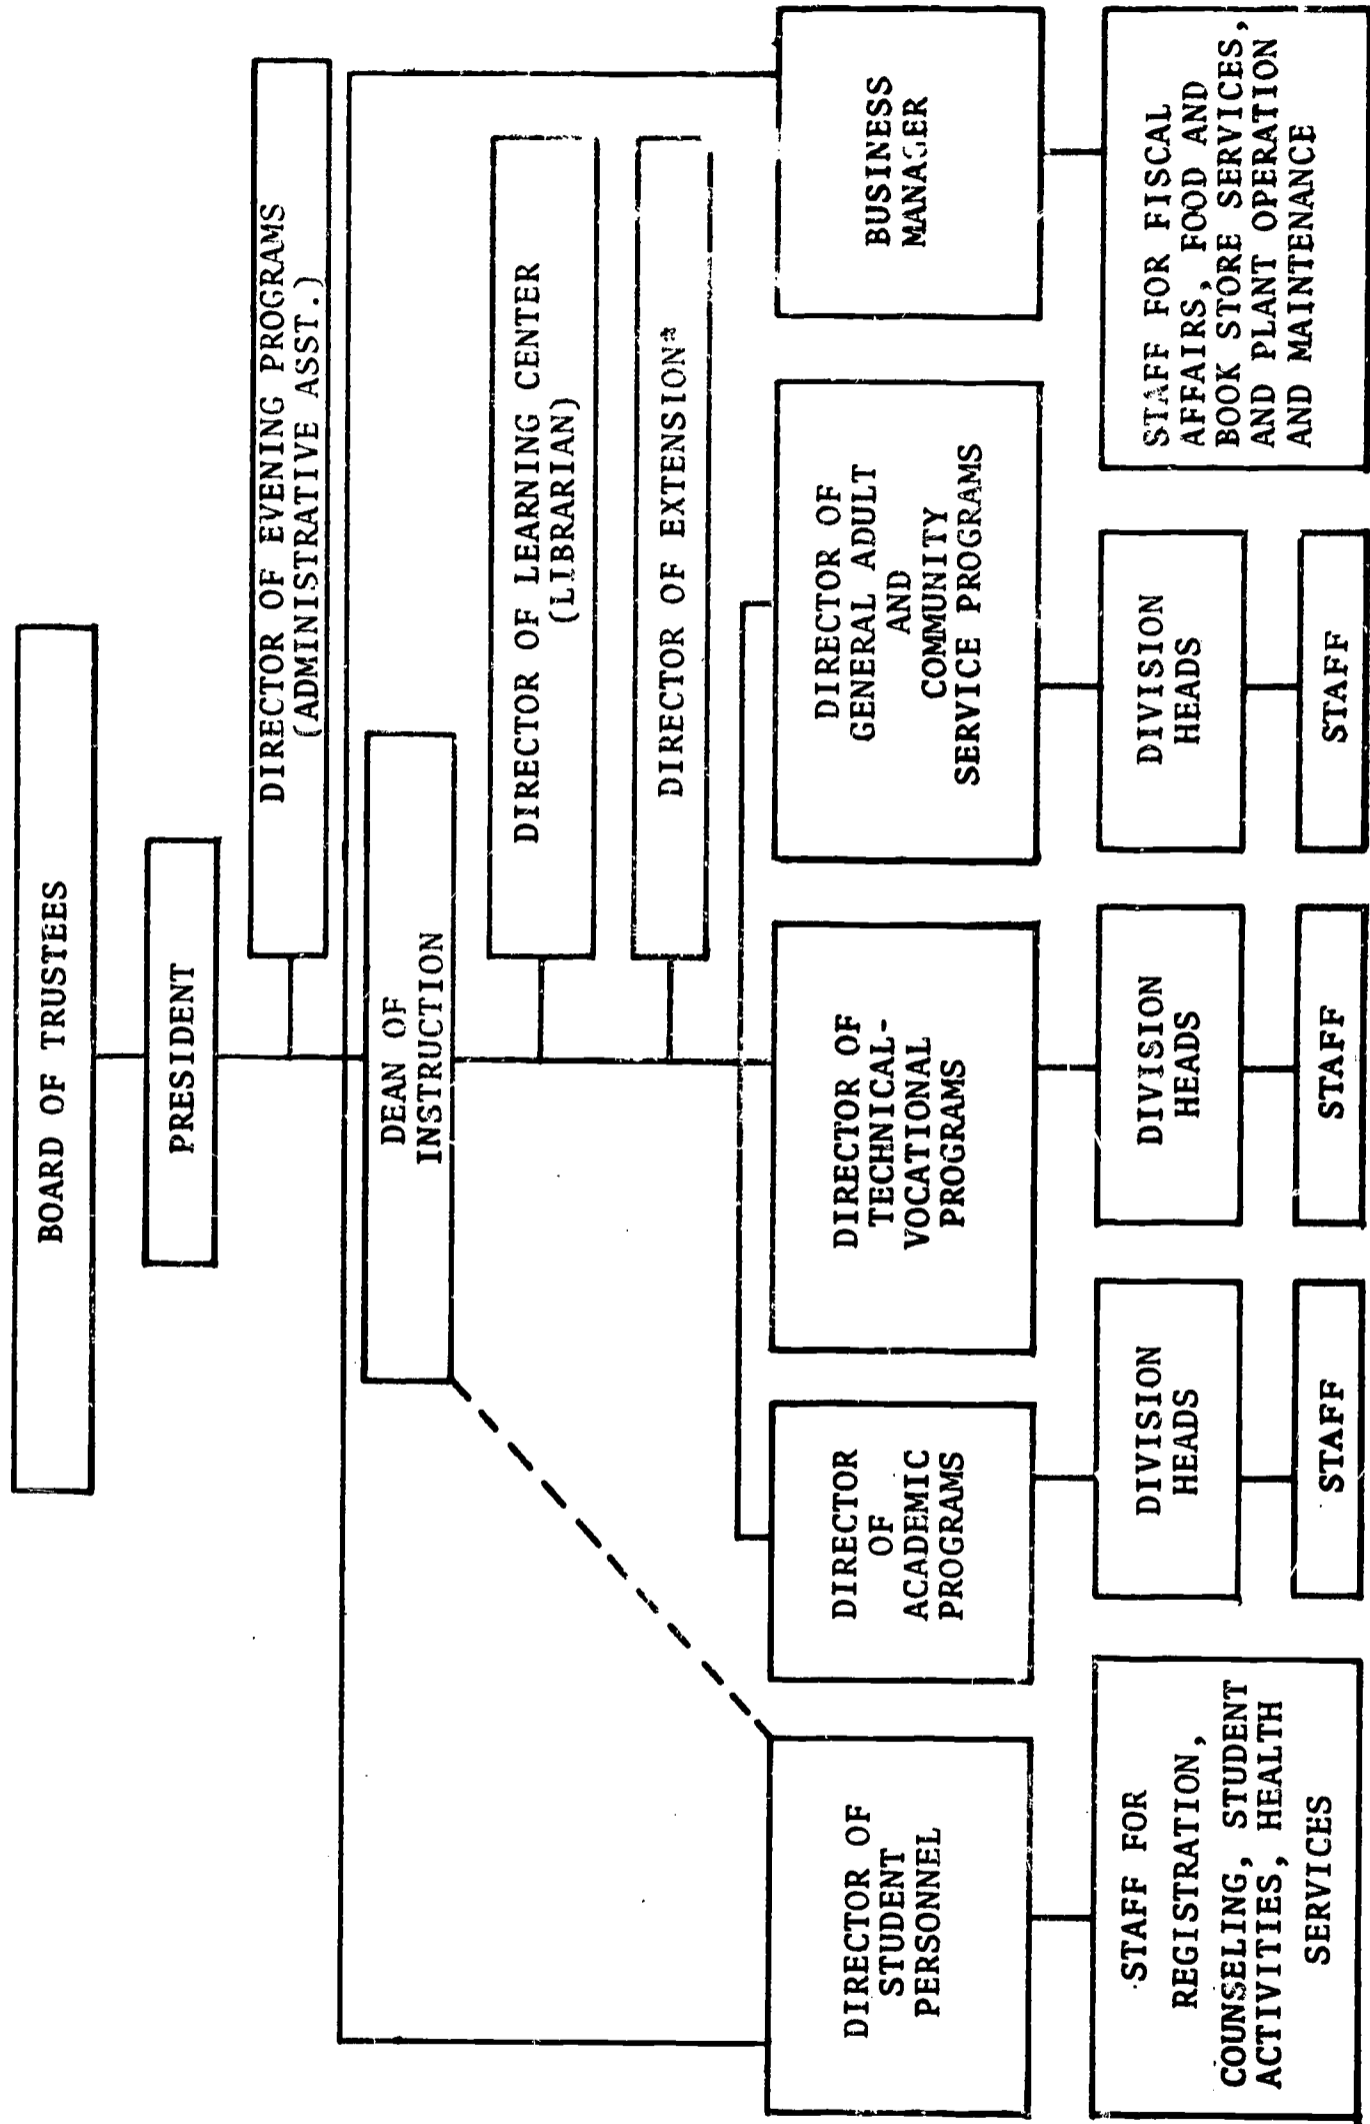 BOARD OF TRUSTEES
PRESIDENT
DIRECTOR OF EVENING PROGRAMS
(ADMINISTRATIVE ASST.)
DEAN OF
INSTRUCTION
DIRECTOR OF LEARNING CENTER
(LIBRARIAN)
DIRECTOR OF EXTENSION*
DIRECTOR OF
STUDENT
PERSONNEL
DIRECTOR
OF
ACADEMIC
PROGRAMS
DIRECTOR OF
TECHNICAL-
VOCATIONAL
PROGRAMS
DIRECTOR OF
GENERAL ADULT
AND
COMMUNITY
SERVICE PROGRAMS
BUSINESS
MANAGER
STAFF FOR
REGISTRATION,
COUNSELING, STUDENT
ACTIVITIES, HEALTH
SERVICES
DIVISION
HEADS
DIVISION
HEADS
DIVISION
HEADS
STAFF FOR FISCAL
AFFAIRS, FOOD AND
BOOK STORE SERVICES,
AND PLANT OPERATION
AND MAINTENANCE
STAFF
STAFF
STAFF